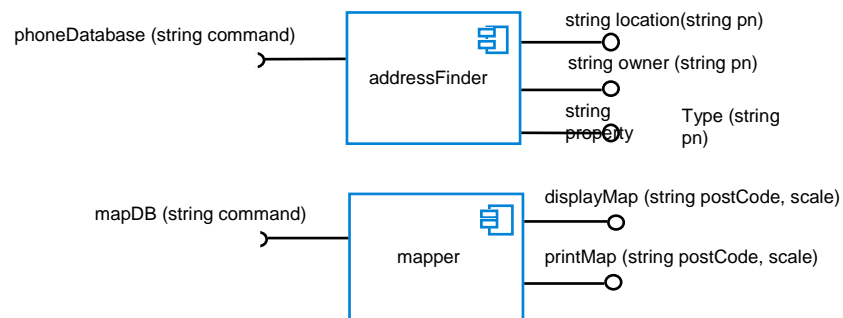 string location(string pn)
phoneDatabase (string command)
string owner (string pn)
addressFinder
string
property
Type (string
pn)
displayMap (string postCode, scale)
mapDB (string command)
mapper
printMap (string postCode, scale)